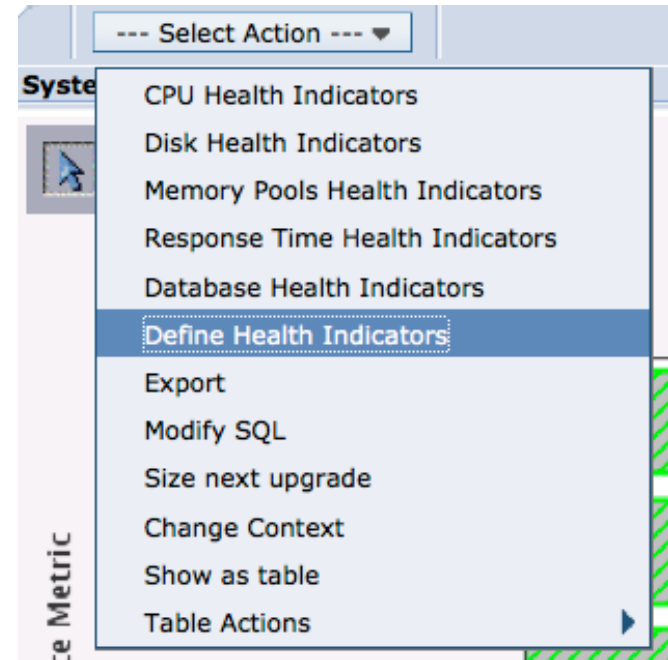 --- Select Action ---
Syste
CPU Health Indicators
Disk Health Indicators
Memory Pools Health Indicators
Response Time Health Indicators
Database Health Indicators
Define Health Indicators
Export
Modify SQL
Size next upgrade
Change Context
Show as table
Table Actions
ce Metric